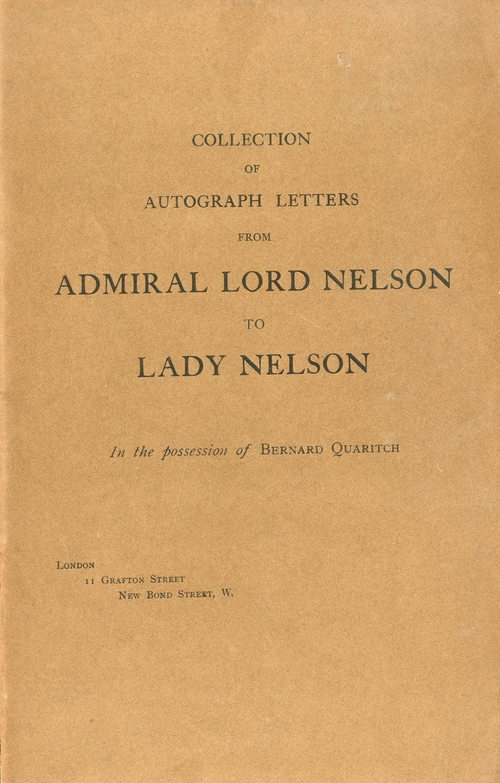 COLLECTION
OF
AUTOGRAPH LETTERS
FROM
ADMIRAL LORD NELSON
TO
LADY NELSON
In the possession of BERNARD QUARITCH
LONDON
11 GRAFTON STREET
NEW BOND STREET, W.